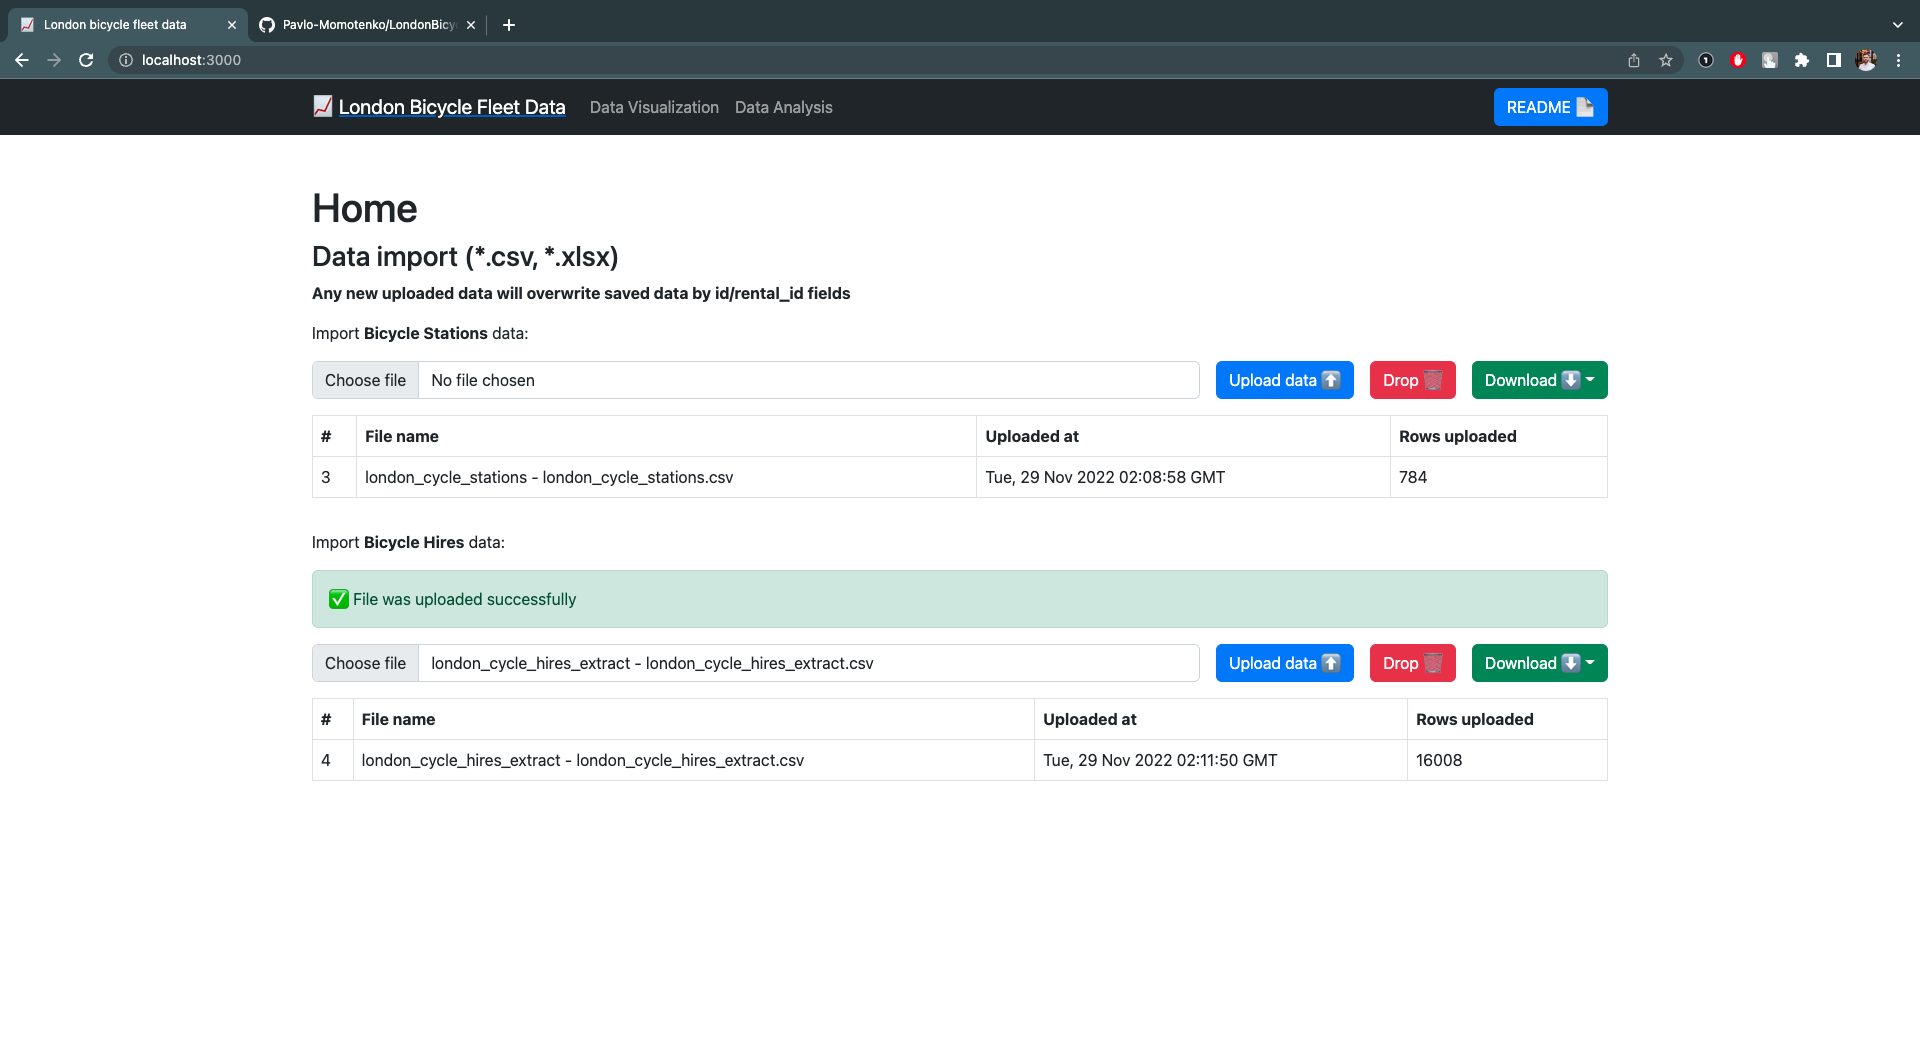 London bicycle fleet data
Pavlo-Momotenko/LondonBicy
localhost:3000
London Bicycle Fleet Data Data Visualization Data Analysis README
Home
Data import (*.csv, *.xlsx)
Any new uploaded data will overwrite saved data by id/rental_id fields
Import Bicycle Stations data:
Choose file No file chosen Upload data Drop Download
# File name Uploaded at Rows uploaded
3 london_cycle_stations - london_cycle_stations.csv Tue, 29 Nov 2022 02:08:58 GMT 784
Import Bicycle Hires data:
File was uploaded successfully
Choose file london_cycle_hires_extract - london_cycle_hires_extract.csv Upload data Drop Download
# File name Uploaded at Rows uploaded
4 london_cycle_hires_extract - london_cycle_hires_extract.csv Tue, 29 Nov 2022 02:11:50 GMT 16008